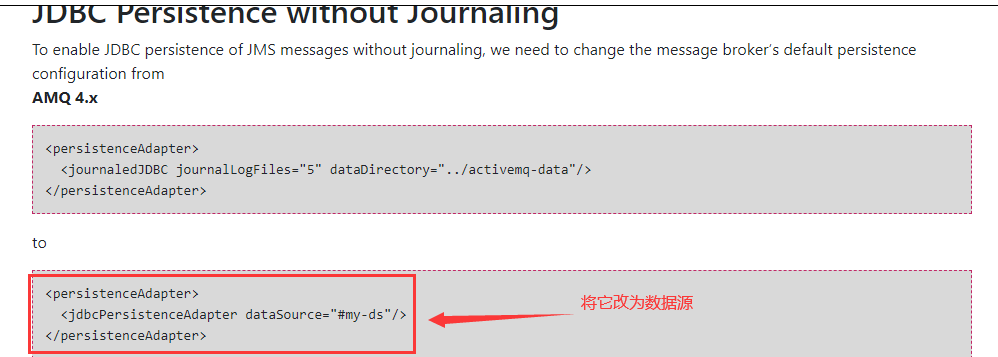 JDBC Persistence without Journaling
To enable JDBC persistence of JMS messages without journaling, we need to change the message broker’s default persistence
configuration from
AMQ 4.x
<persistenceAdapter>
<journaledJDBC journalLogFiles="5" dataDirectory="../activemq-data"/>
</persistenceAdapter>
to
<persistenceAdapter>
<jdbcPersistenceAdapter dataSource="#my-ds"/>
</persistenceAdapter>
将它改为数据源